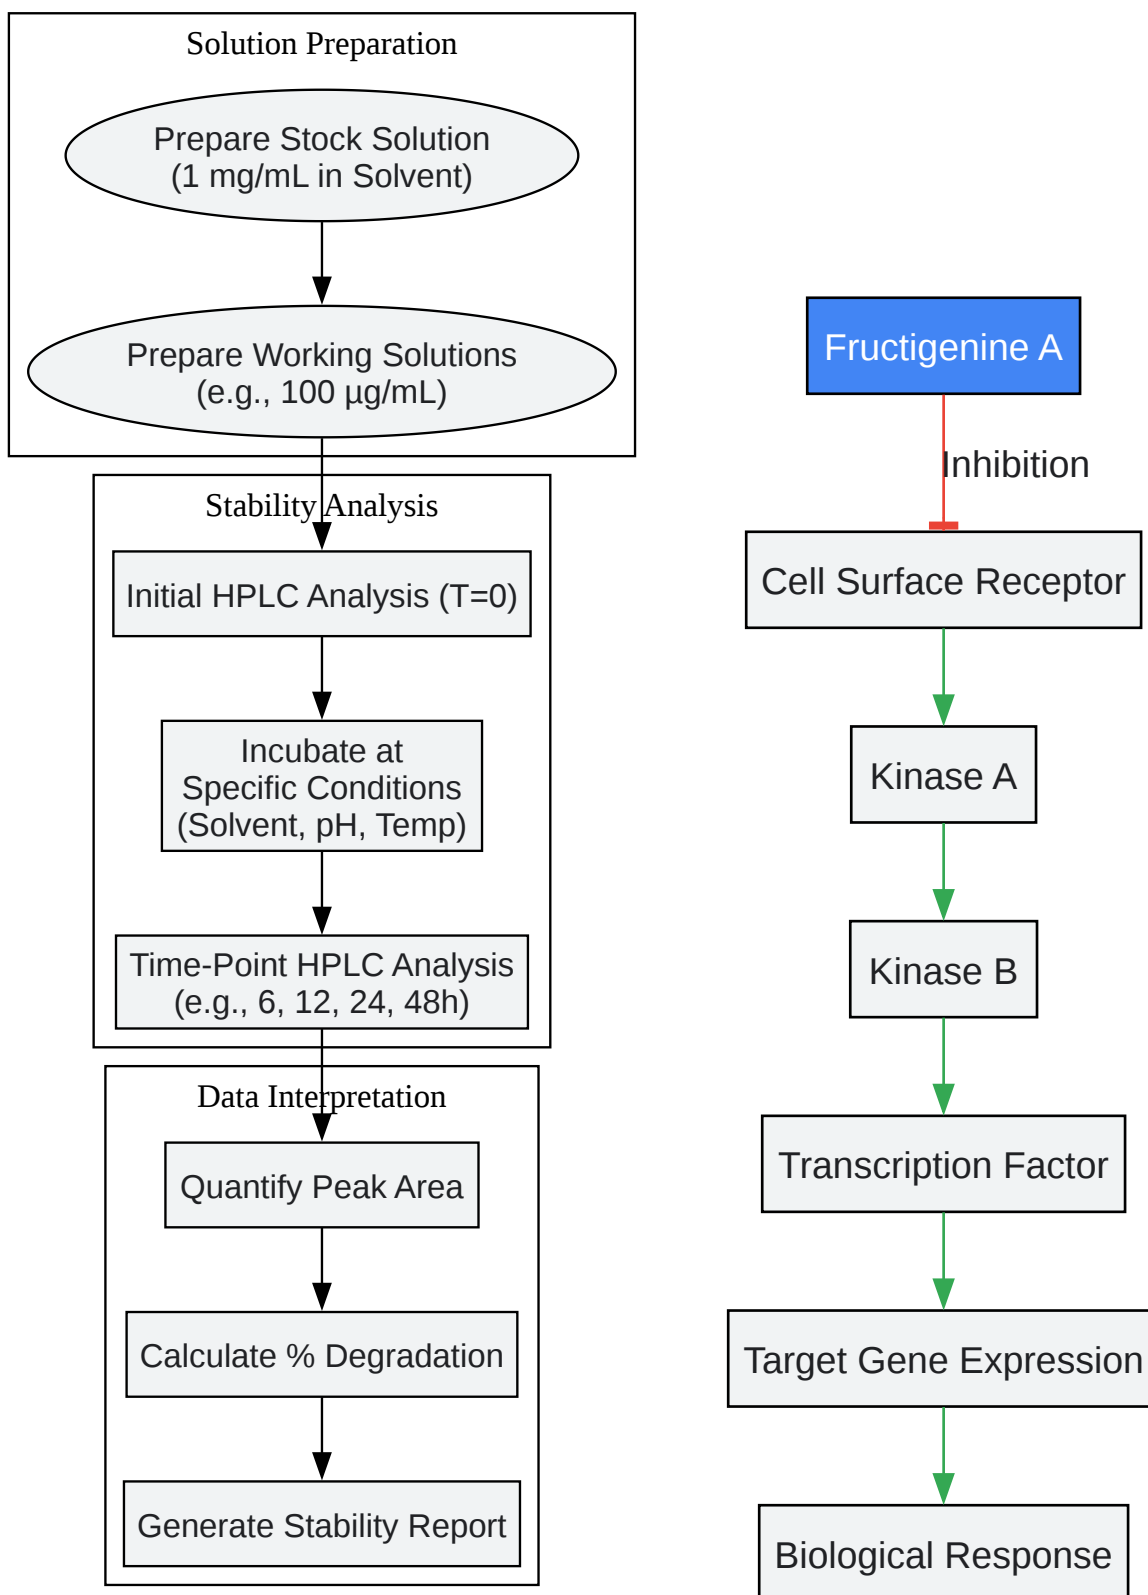 Solution Preparation
Prepare Stock Solution
(1 mg/mL in Solvent)
Prepare Working Solutions
(e.g., 100 µg/mL)
Stability Analysis
Initial HPLC Analysis (T=0)
Incubate at
Specific Conditions
(Solvent, pH, Temp)
Time-Point HPLC Analysis
(e.g., 6, 12, 24, 48h)
Data Interpretation
Quantify Peak Area
Calculate % Degradation
Generate Stability Report
Fructigenine A
Inhibition
Cell Surface Receptor
Kinase A
Kinase B
Transcription Factor
Target Gene Expression
Biological Response